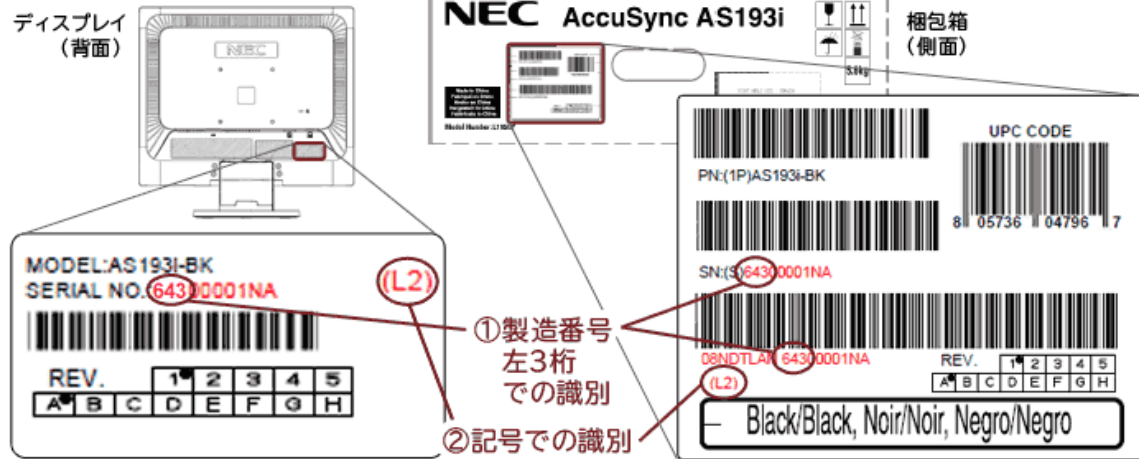 ディスプレイ
（背面）
NEC
NEC AccuSync AS193i
梱包箱
（側面）
5.8kg
Made in China
Model Number:
MODEL:AS193i-BK
SERIAL NO.:64300001NA
(L2)
REV. 1 2 3 4 5
A B C D E F G H
①製造番号
左3桁
での識別
②記号での識別
UPC CODE
PN:(1P)AS193i-BK
8 05736 04796 7
SN:(S)64300001NA
08NDTLAN 64300001NA
(L2)
REV. 1 2 3 4 5
A B C D E F G H
Black/Black, Noir/Noir, Negro/Negro